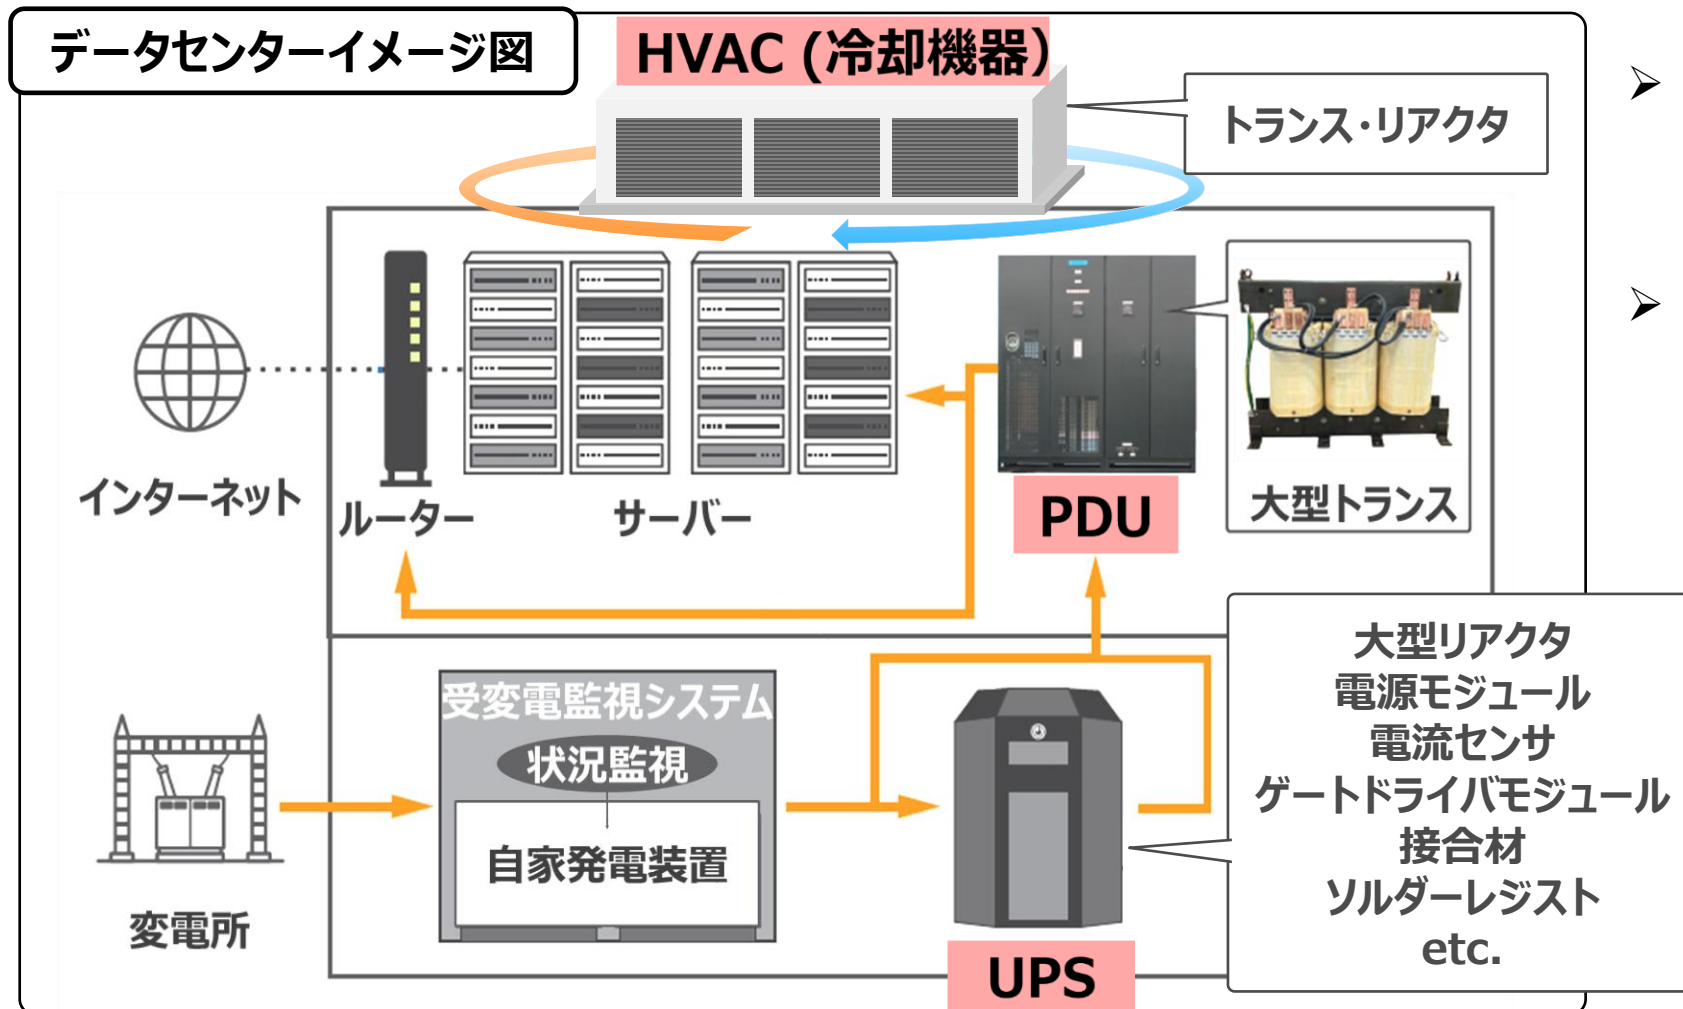 データセンターイメージ図
HVAC (冷却機器)
トランス・リアクタ
インターネット
ルーター
サーバー
PDU
大型トランス
受変電監視システム
状況監視
自家発電装置
変電所
UPS
大型リアクタ
電源モジュール
電流センサ
ゲートドライバモジュール
接合材
ソルダーレジスト
etc.